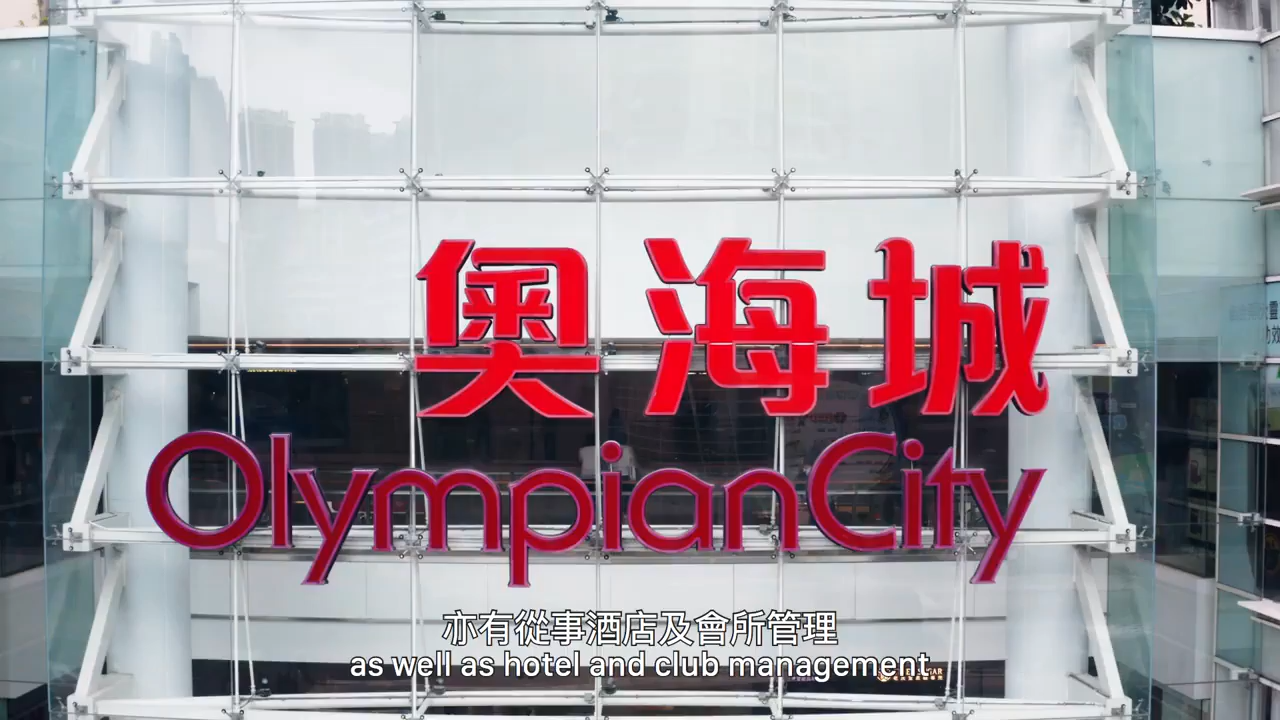 奧海城
OlympianCity
亦有從事酒店及會所管理
as well as hotel and club management